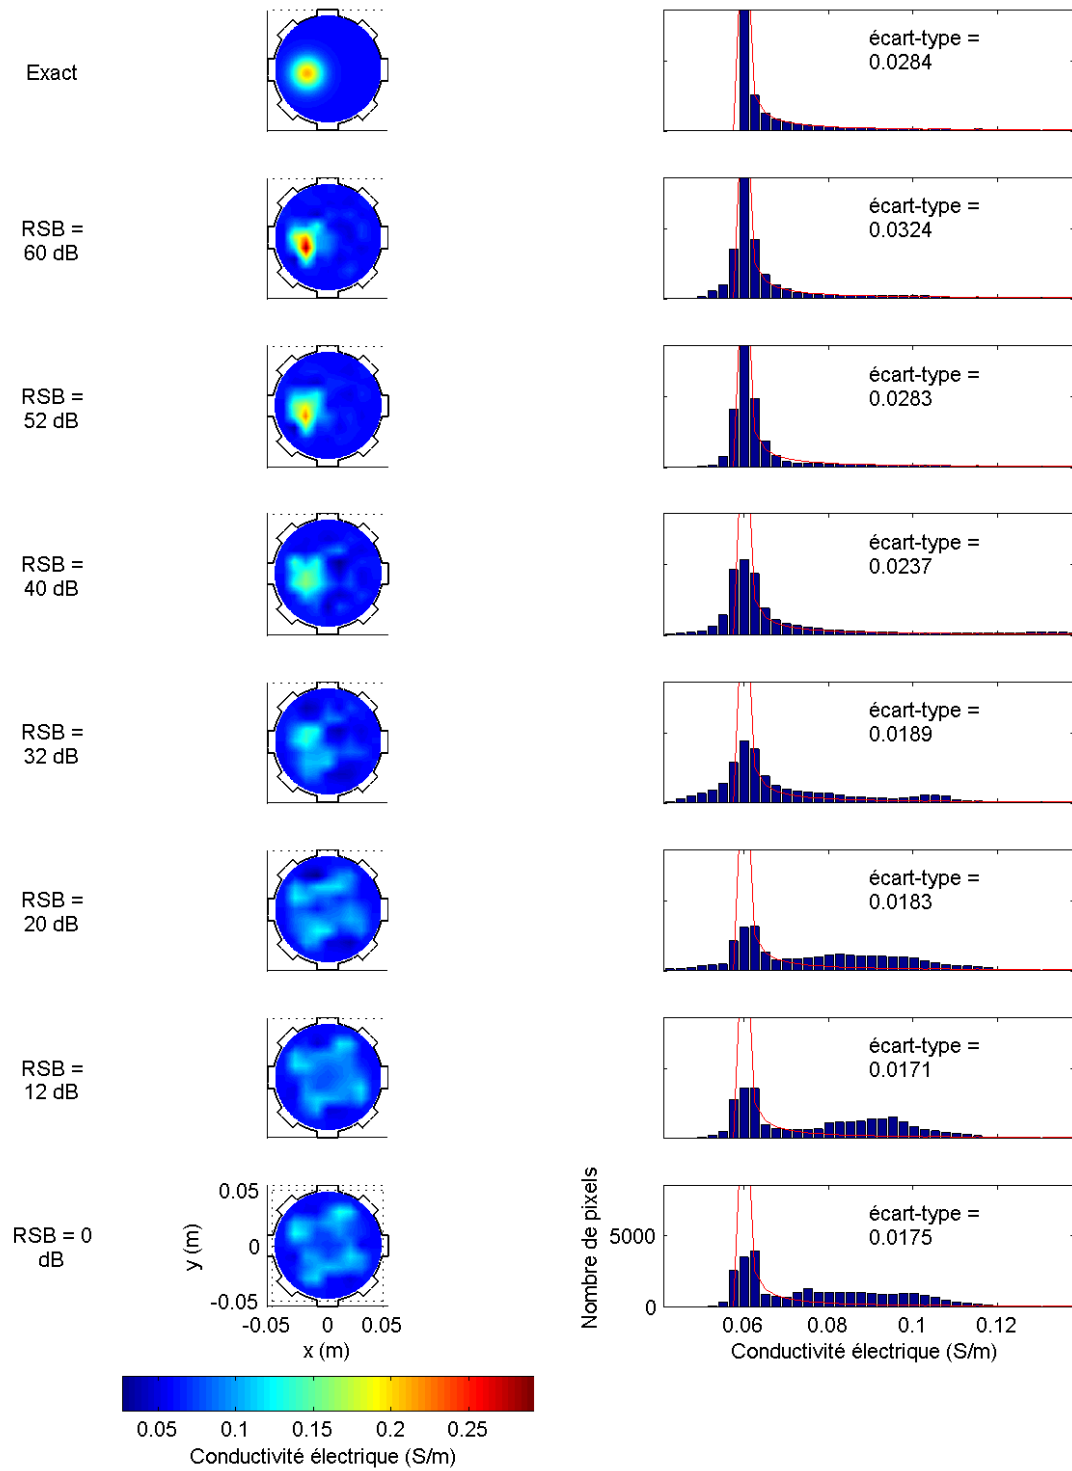 Exact
écart-type =
0.0284
RSB =
60 dB
écart-type =
0.0324
RSB =
52 dB
écart-type =
0.0283
RSB =
40 dB
écart-type =
0.0237
RSB =
32 dB
écart-type =
0.0189
RSB =
20 dB
écart-type =
0.0183
RSB =
12 dB
écart-type =
0.0171
RSB = 0
dB
0.05
0
-0.05
y (m)
-0.05 0 0.05
x (m)
écart-type =
0.0175
Nombre de pixels
5000
0
0.06 0.08 0.1 0.12
Conductivité électrique (S/m)
0.05 0.1 0.15 0.2 0.25
Conductivité électrique (S/m)